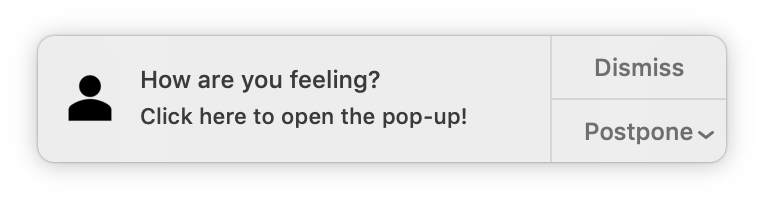 How are you feeling?
Click here to open the pop-up!
Dismiss
Postpone